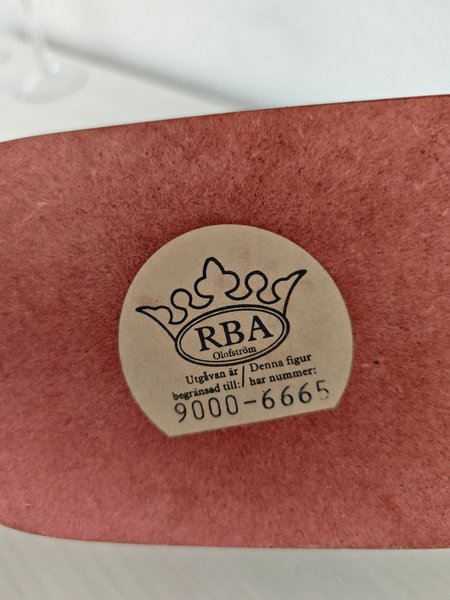 RBA
Olofström
Utgåvan är / Denna figur
begränsad till: / har nummer:
9000-6665